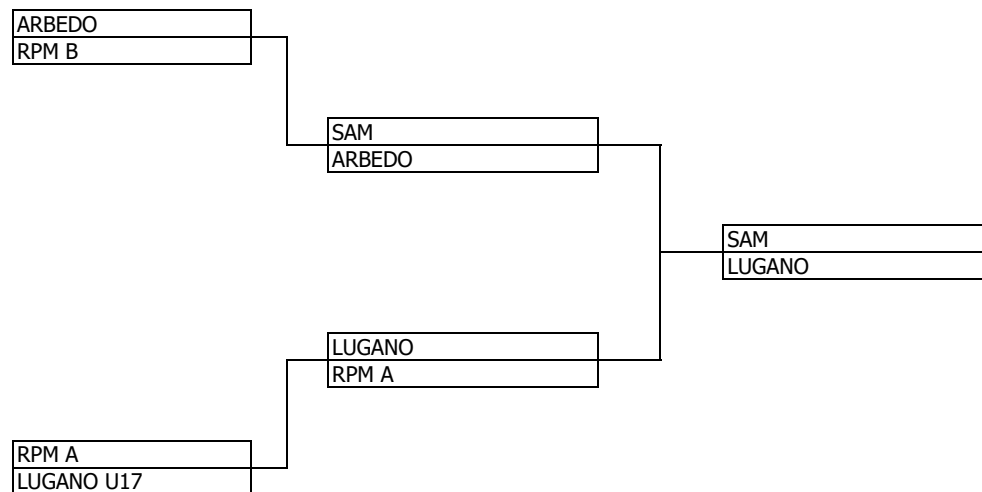 ARBEDO
RPM B
SAM
ARBEDO
SAM
LUGANO
LUGANO
RPM A
RPM A
LUGANO U17